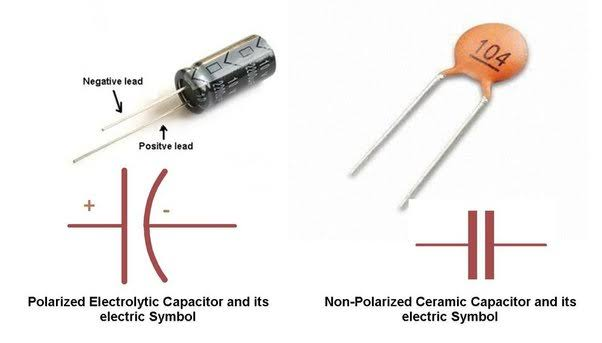 Negative lead
Positve lead
104
+
-
Polarized Electrolytic Capacitor and its
electric Symbol
Non-Polarized Ceramic Capacitor and its
electric Symbol